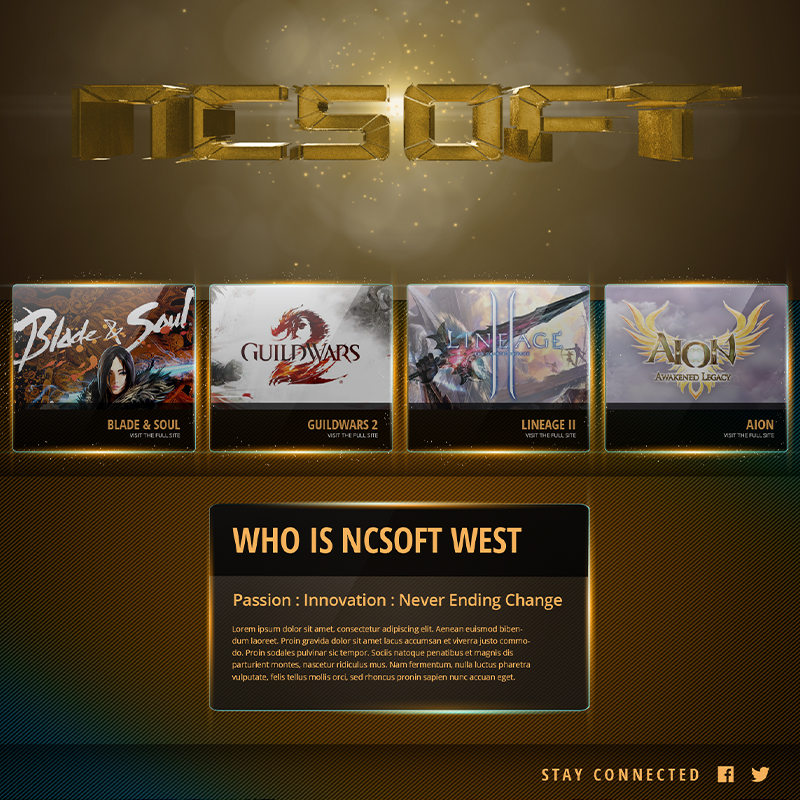 NCSOFT
Blade & Soul
BLADE & SOUL
VISIT THE FULL SITE
GUILDWARS
2
GUILDWARS 2
VISIT THE FULL SITE
LINEAGE
II
LINEAGE II
VISIT THE FULL SITE
AION
AWAKENED LEGACY
AION
VISIT THE FULL SITE
WHO IS NCSOFT WEST
Passion : Innovation : Never Ending Change
Lorem ipsum dolor sit amet, consectetur adipiscing elit. Aenean euismod biben-
dum laoreet. Proin gravida dolor sit amet lacus accumsan et viverra justo commo-
do. Proin sodales pulvinar sic tempor. Sociis natoque penatibus et magnis dis
parturient montes, nascetur ridiculus mus. Nam fermentum, nulla luctus pharetra
vulputate, felis tellus mollis orci, sed rhoncus pronin sapien nunc accuan eget.
STAY CONNECTED